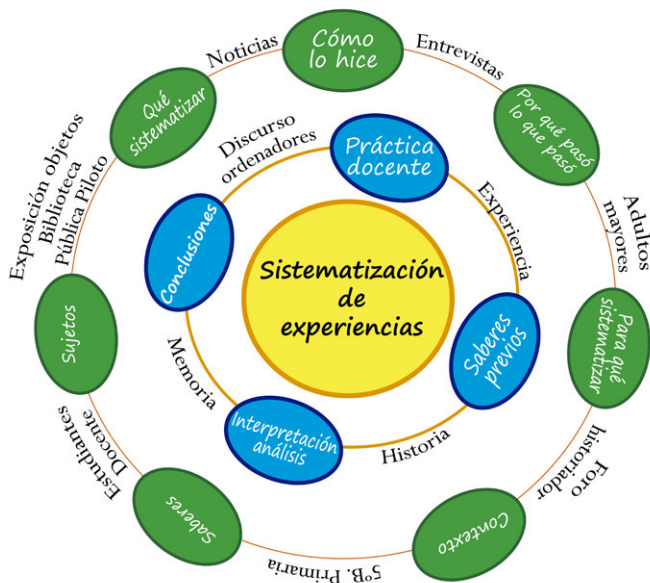 Cómo
lo hice
Entrevistas
Por qué pasó
lo que pasó
Adultos
mayores
Para qué
sistematizar
Foro
historiador
Contexto
5°B. Primaria
Saberes
Estudiantes
Docente
Sujetos
Exposición objetos
Biblioteca
Pública Piloto
Qué
sistematizar
Noticias
Práctica
docente
Experiencia
Saberes
previos
Historia
Interpretación
análisis
Memoria
Conclusiones
Discurso
ordenadores
Sistematización
de
experiencias